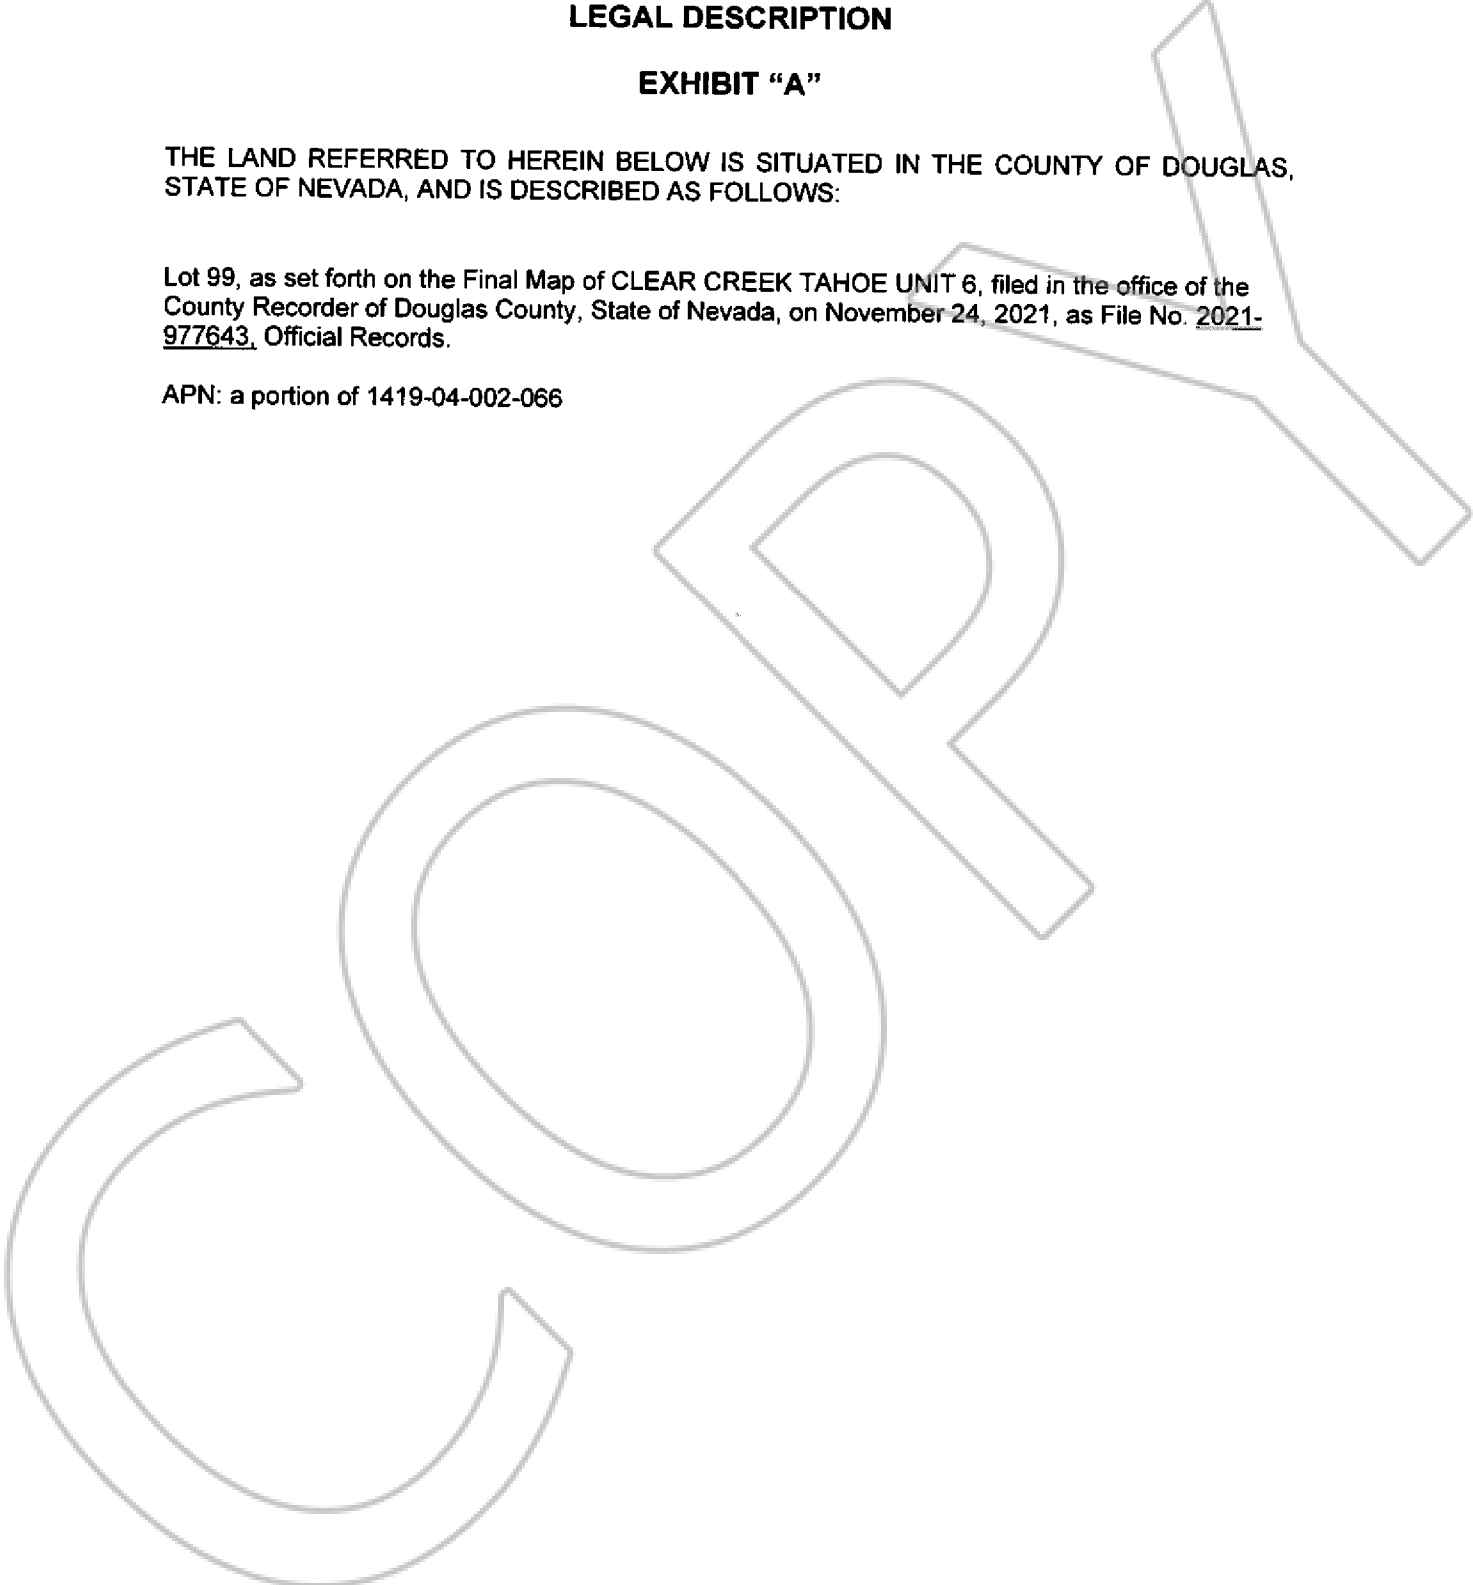 LEGAL DESCRIPTION
EXHIBIT “A”
THE LAND REFERRED TO HEREIN BELOW IS SITUATED IN THE COUNTY OF DOUGLAS,
STATE OF NEVADA, AND IS DESCRIBED AS FOLLOWS:
Lot 99, as set forth on the Final Map of CLEAR CREEK TAHOE UNIT 6, filed in the office of the
County Recorder of Douglas County, State of Nevada, on November 24, 2021, as File No. 2021-
977643, Official Records.
APN: a portion of 1419-04-002-066
COPY